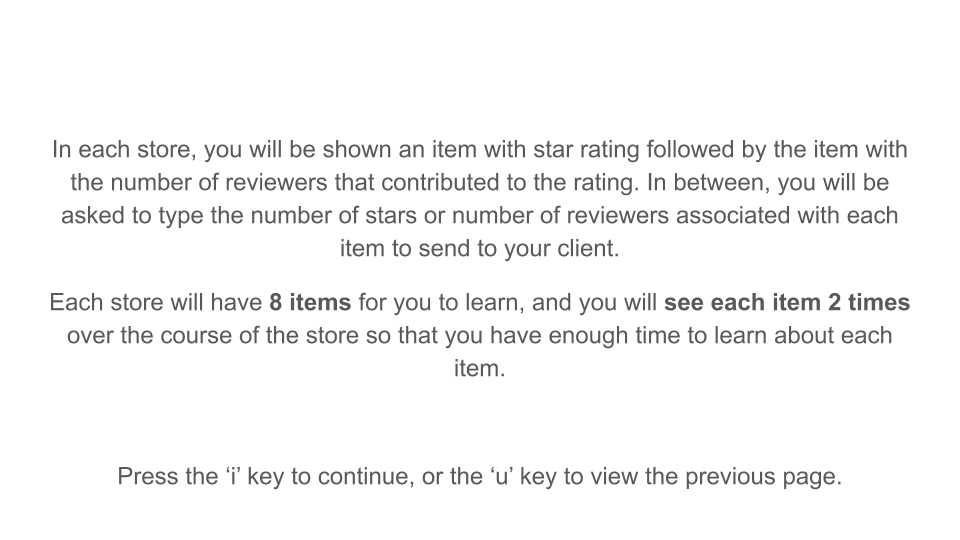 In each store, you will be shown an item with star rating followed by the item with
the number of reviewers that contributed to the rating. In between, you will be
asked to type the number of stars or number of reviewers associated with each
item to send to your client.
Each store will have 8 items for you to learn, and you will see each item 2 times
over the course of the store so that you have enough time to learn about each
item.
Press the ‘i’ key to continue, or the ‘u’ key to view the previous page.